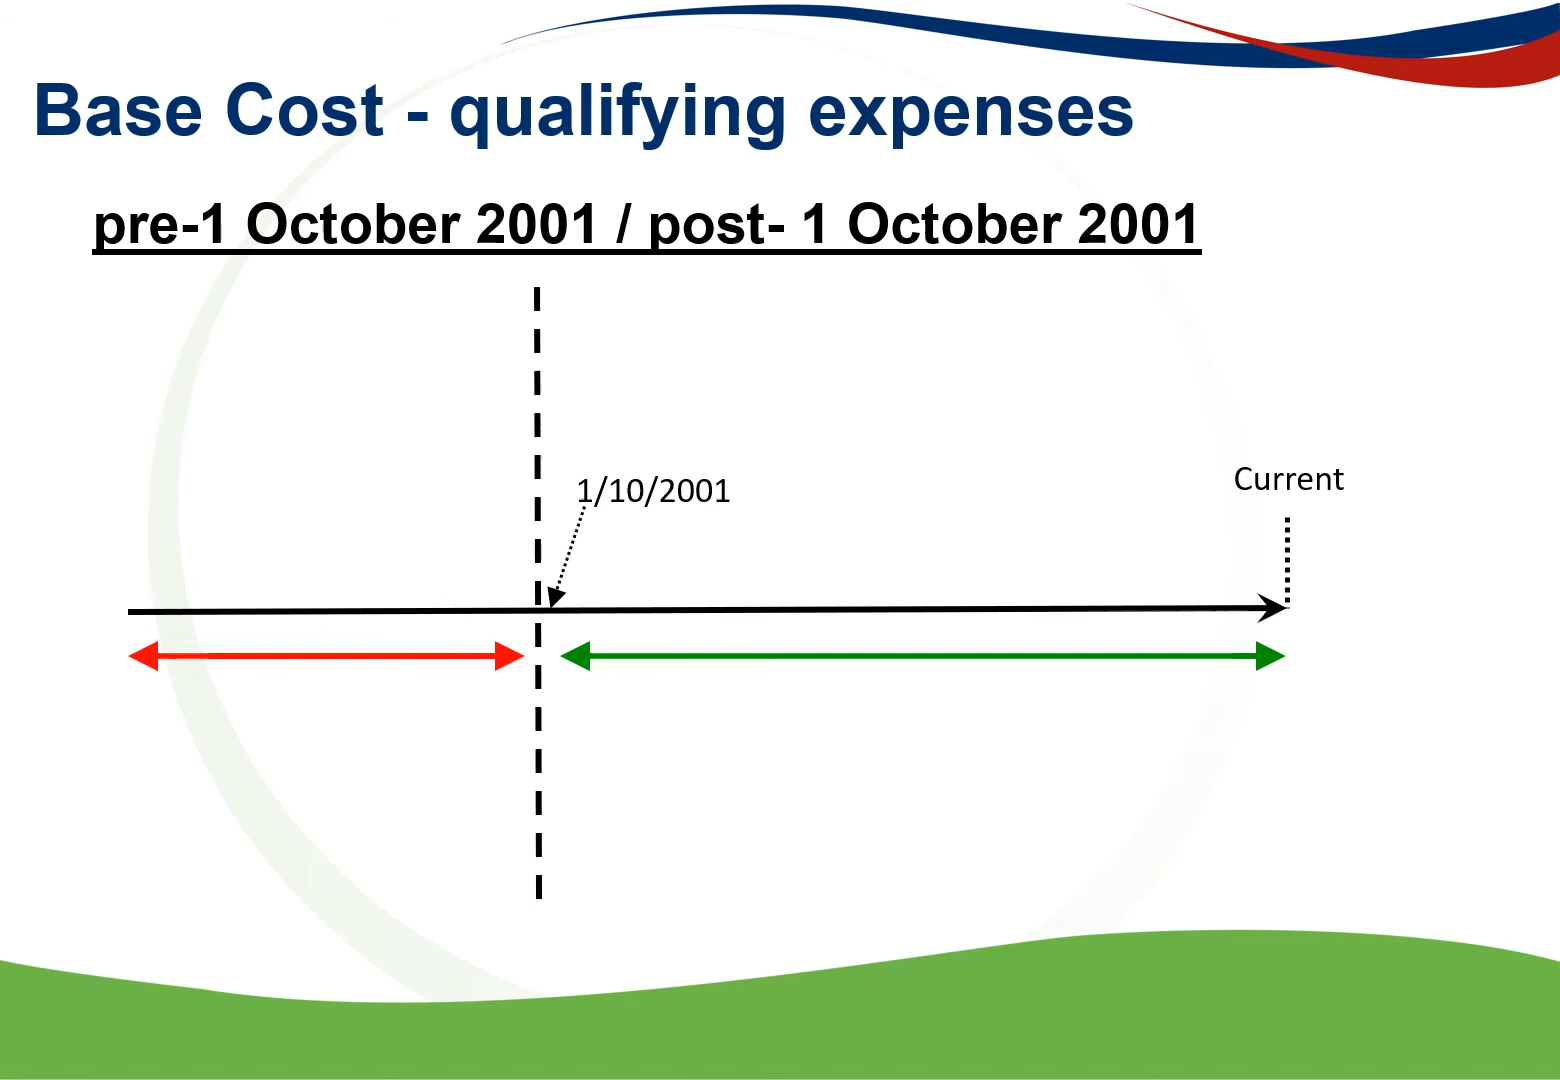 Base Cost - qualifying expenses
pre-1 October 2001 / post- 1 October 2001
Current
1/10/2001